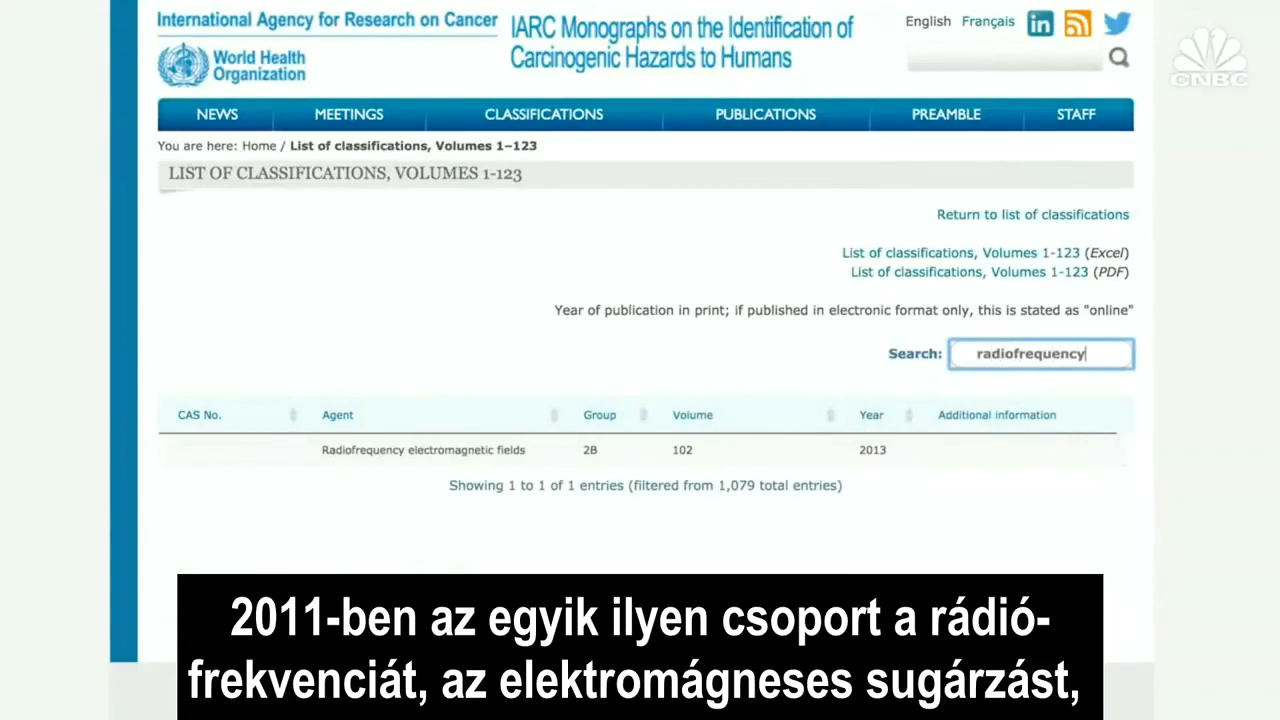 International Agency for Research on Cancer
World Health
Organization
IARC Monographs on the Identification of
Carcinogenic Hazards to Humans
English Français
CNBC
NEWS MEETINGS CLASSIFICATIONS PUBLICATIONS PREAMBLE STAFF
You are here: Home / List of classifications, Volumes 1–123
LIST OF CLASSIFICATIONS, VOLUMES 1-123
Return to list of classifications
List of classifications, Volumes 1-123 (Excel)
List of classifications, Volumes 1-123 (PDF)
Year of publication in print; if published in electronic format only, this is stated as "online"
Search: radiofrequency
CAS No. Agent Group Volume Year Additional information
Radiofrequency electromagnetic fields 2B 102 2013
Showing 1 to 1 of 1 entries (filtered from 1,079 total entries)
2011-ben az egyik ilyen csoport a rádió-
frekvenciát, az elektromágneses sugárzást,